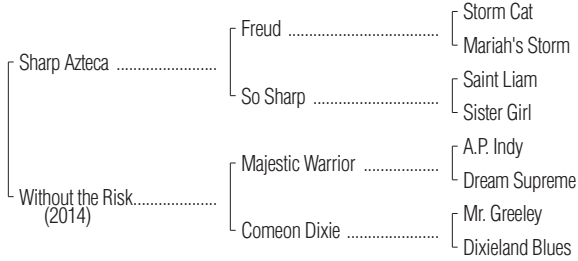 Storm Cat
Freud ................................
Mariah's Storm
Sharp Azteca .....................
Saint Liam
So Sharp ..........................
Sister Girl
A.P. Indy
Majestic Warrior ................
Dream Supreme
Without the Risk.................
(2014)
Mr. Greeley
Comeon Dixie ...................
Dixieland Blues